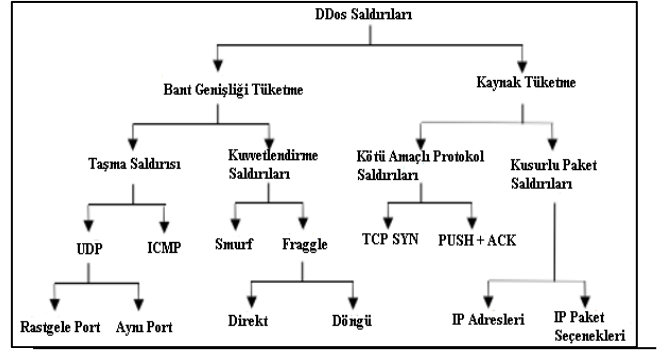 DDos Saldırıları
Bant Genişliği Tüketme
Kaynak Tüketme
Taşma Saldırısı
Kuvvetlendirme
Saldırıları
Kötü Amaçlı Protokol
Saldırıları
Kusurlu Paket
Saldırıları
UDP
ICMP
Smurf
Fraggle
TCP SYN
PUSH + ACK
Rastgele Port
Aynı Port
Direkt
Döngü
IP Adresleri
IP Paket
Seçenekleri